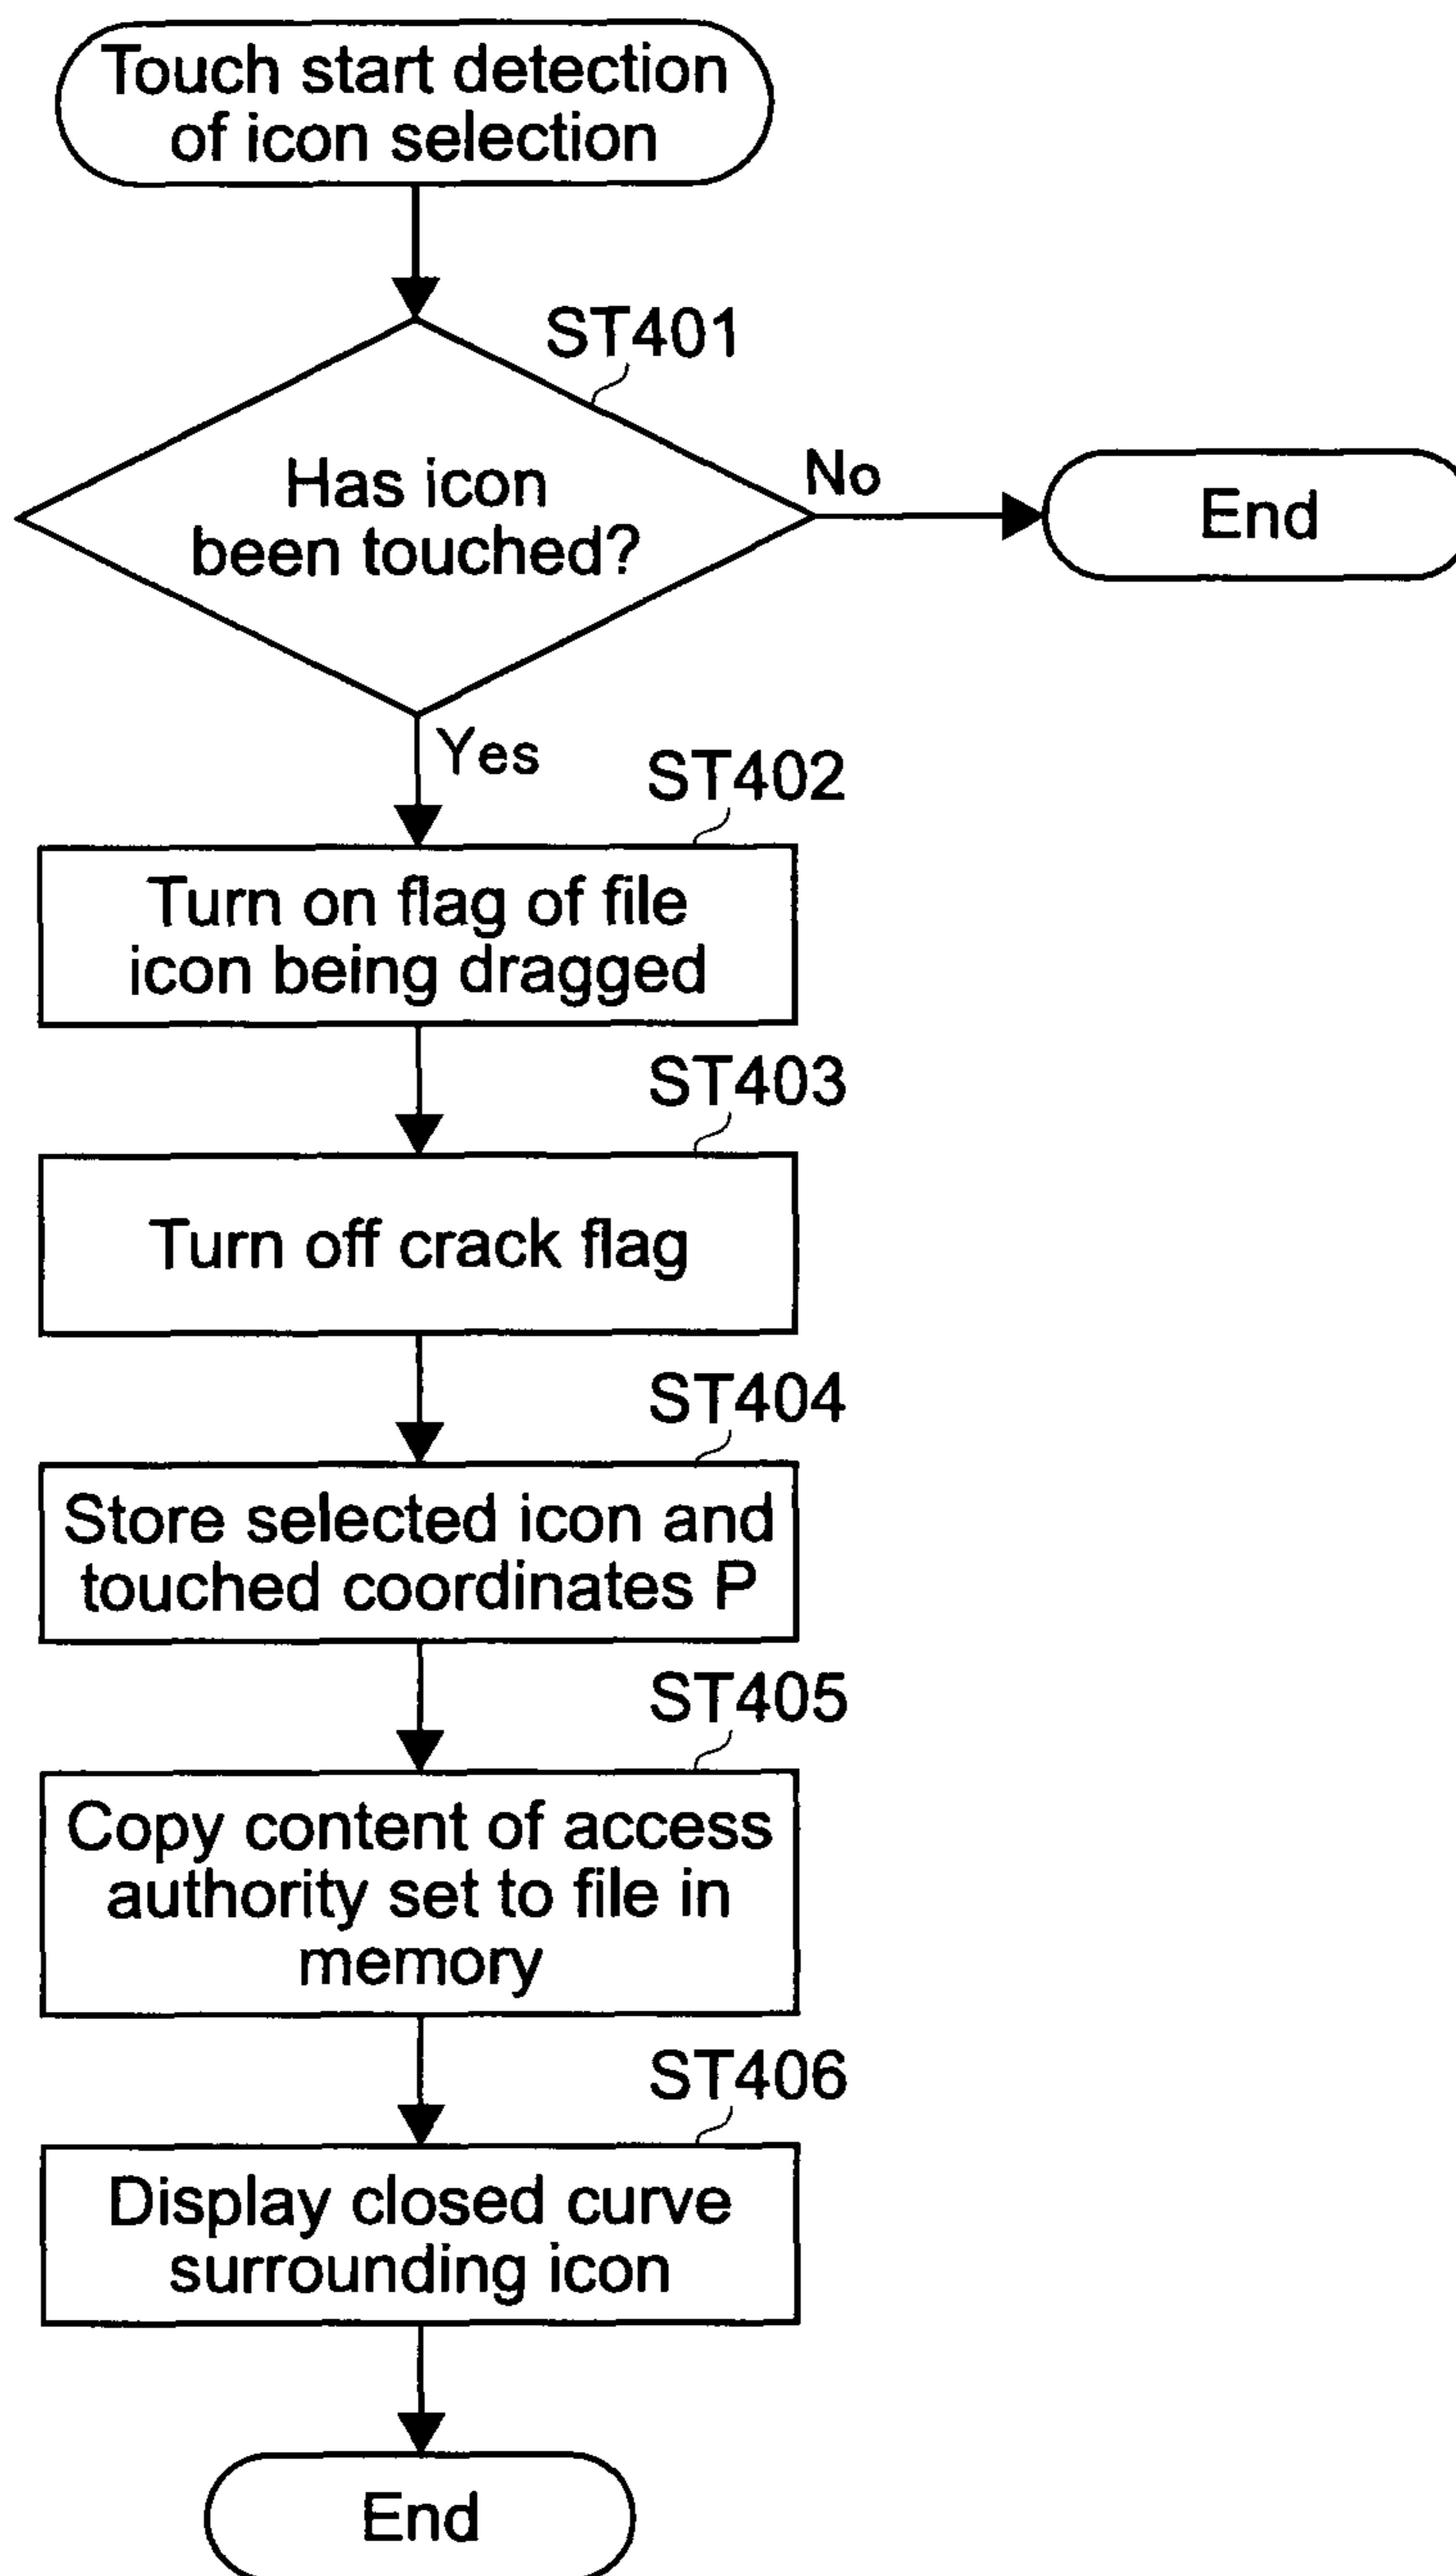 Touch start detection
of icon selection
ST401
Has icon
been touched?
No
End
Yes
ST402
Turn on flag of file
icon being dragged
ST403
Turn off crack flag
ST404
Store selected icon and
touched coordinates P
ST405
Copy content of access
authority set to file in
memory
ST406
Display closed curve
surrounding icon
End